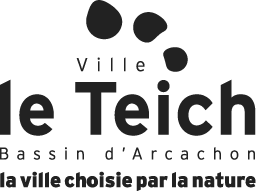 Ville
le Teich
Bassin d'Arcachon
la ville choisie par la nature